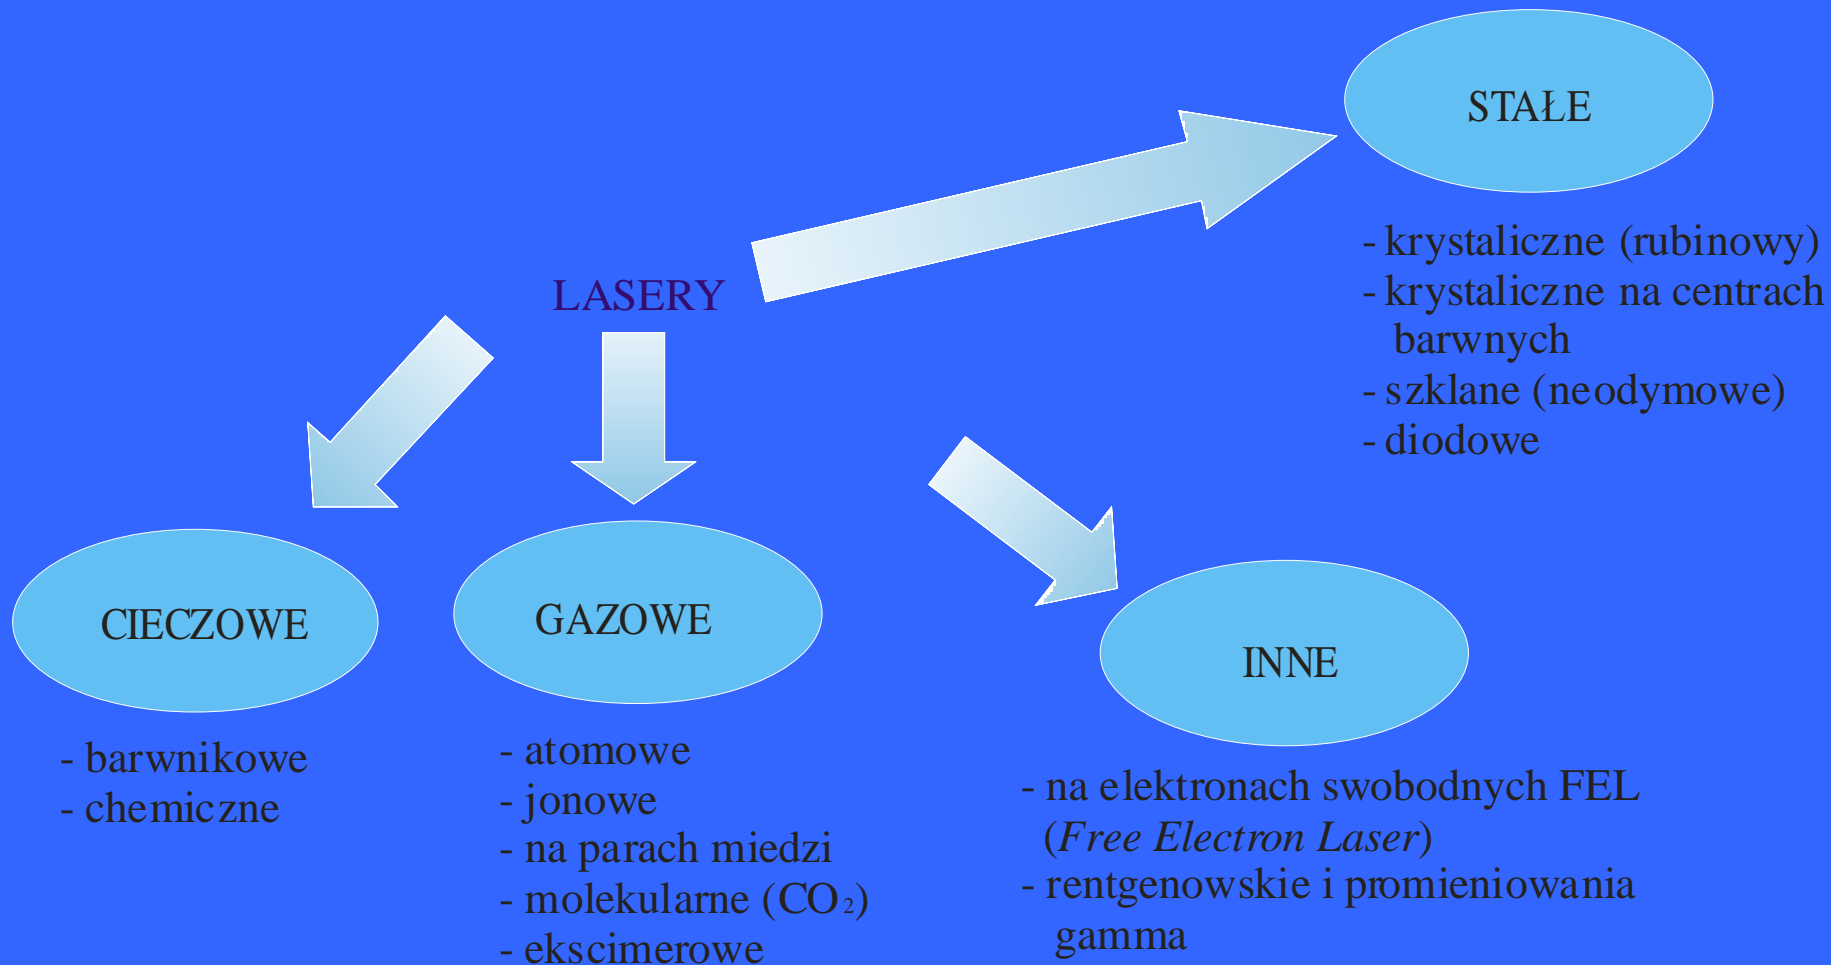 LASERY
STAŁE
- krystaliczne (rubinowy)
- krystaliczne na centrach
barwnych
- szklane (neodymowe)
- diodowe
CIECZOWE
- barwnikowe
- chemiczne
GAZOWE
- atomowe
- jonowe
- na parach miedzi
- molekularne (CO₂)
- ekscimerowe
INNE
- na elektronach swobodnych FEL
(Free Electron Laser)
- rentgenowskie i promieniowania
gamma